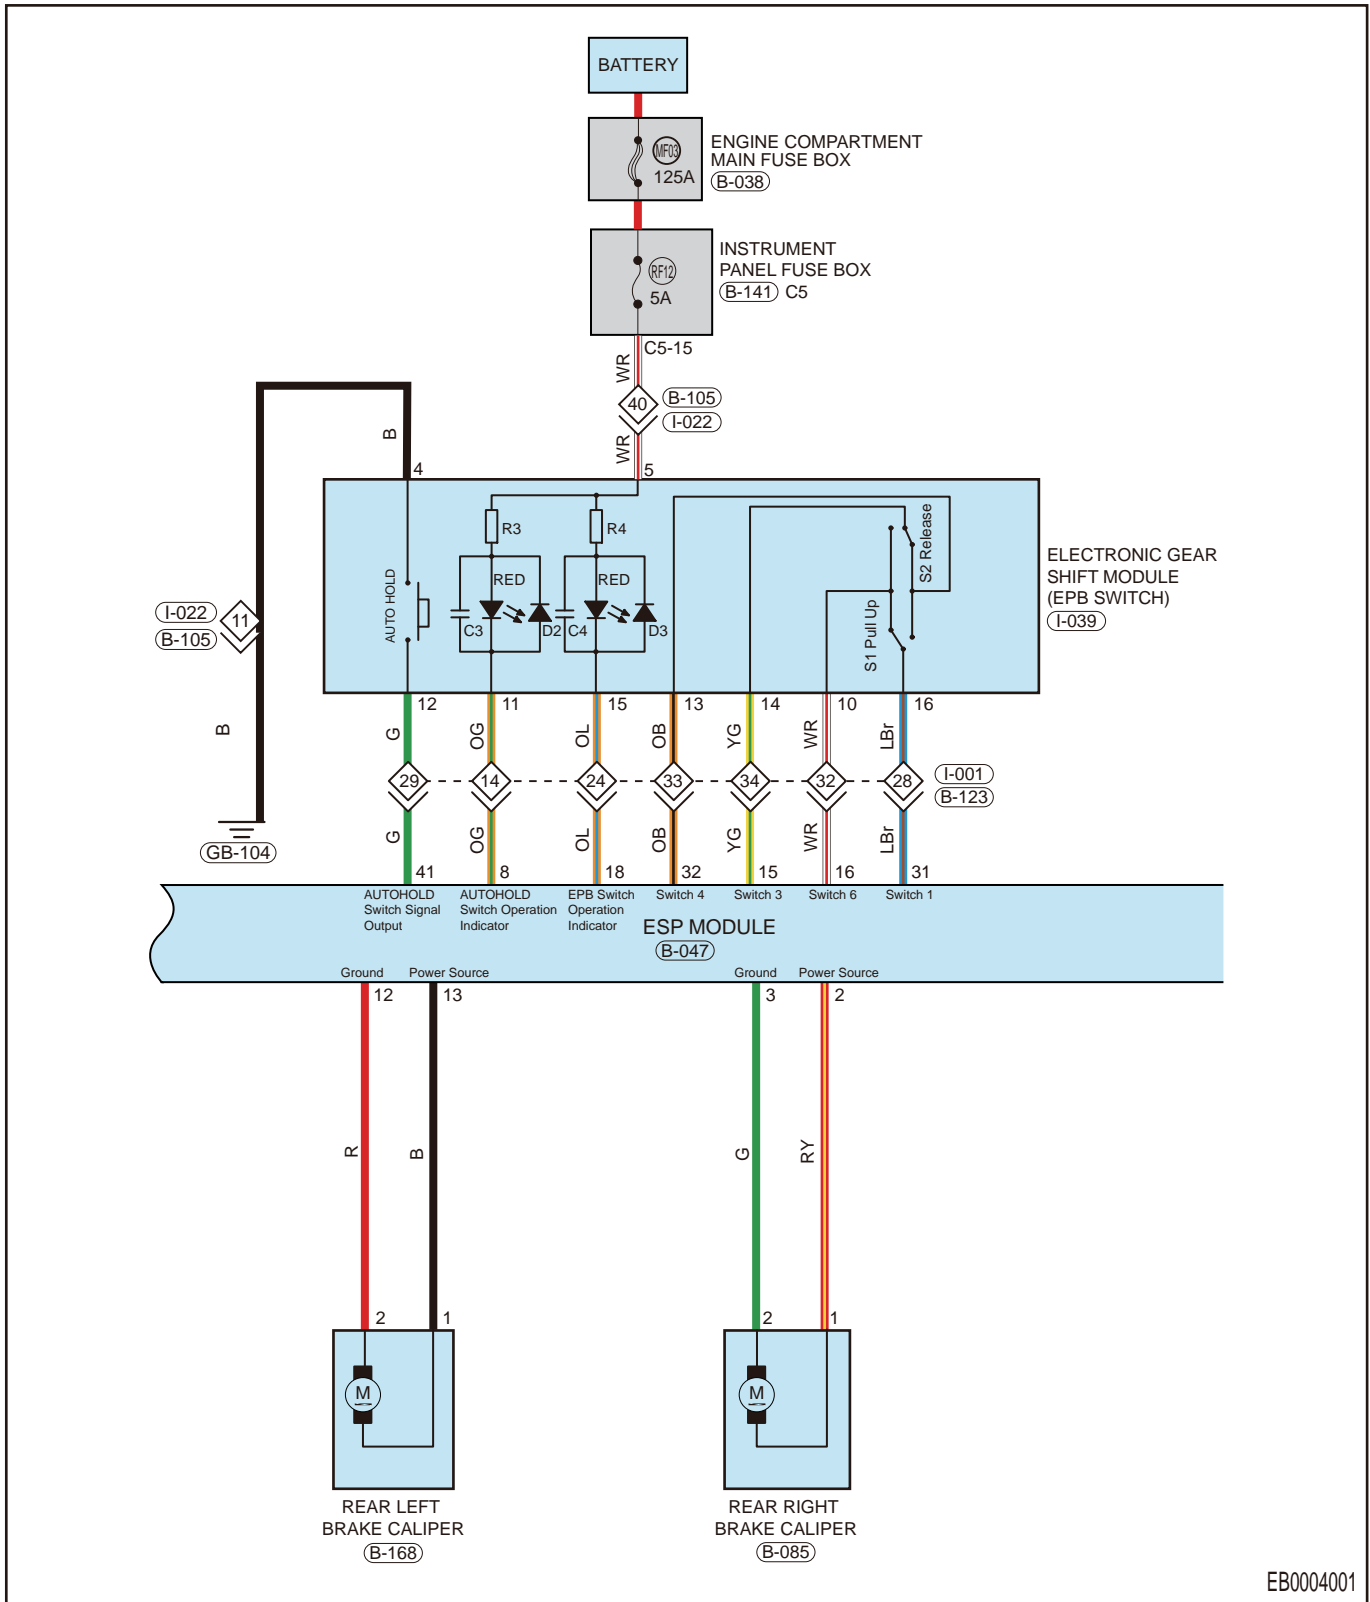 BATTERY
MF03
125A
ENGINE COMPARTMENT
MAIN FUSE BOX
B-038
RF12
5A
INSTRUMENT
PANEL FUSE BOX
B-141 C5
C5-15
WR
40
B-105
I-022
WR
B
4
5
R3
R4
RED
RED
C3
D2
C4
D3
AUTO HOLD
S2 Release
S1 Pull Up
ELECTRONIC GEAR
SHIFT MODULE
(EPB SWITCH)
I-039
I-022
11
B-105
B
12
11
15
13
14
10
16
G
OG
OL
OB
YG
WR
LBr
29
14
24
33
34
32
28
I-001
B-123
G
OG
OL
OB
YG
WR
LBr
GB-104
41
8
18
32
15
16
31
AUTOHOLD
Switch Signal
Output
AUTOHOLD
Switch Operation
Indicator
EPB Switch
Operation
Indicator
Switch 4
Switch 3
Switch 6
Switch 1
ESP MODULE
B-047
Ground
Power Source
Ground
Power Source
12
13
3
2
R
B
G
RY
2
1
2
1
M
M
REAR LEFT
BRAKE CALIPER
B-168
REAR RIGHT
BRAKE CALIPER
B-085
EB0004001